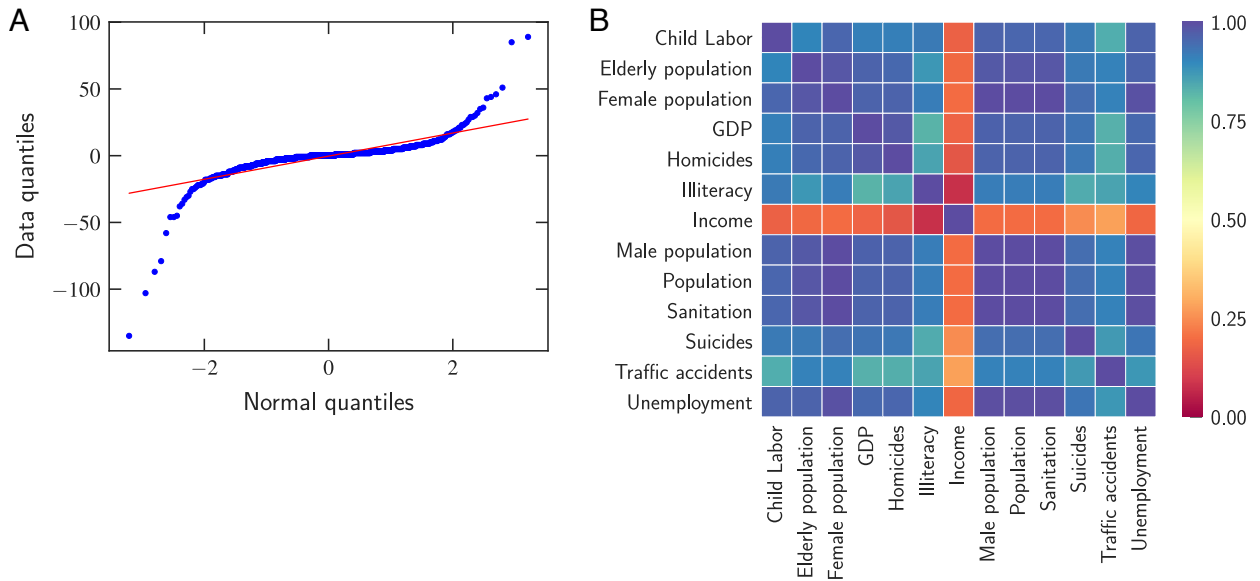 A
Data quantiles
100
50
0
−50
−100
−2
0
2
Normal quantiles
B
Child Labor
Elderly population
Female population
GDP
Homicides
Illiteracy
Income
Male population
Population
Sanitation
Suicides
Traffic accidents
Unemployment
Child Labor
Elderly population
Female population
GDP
Homicides
Illiteracy
Income
Male population
Population
Sanitation
Suicides
Traffic accidents
Unemployment
1.00
0.75
0.50
0.25
0.00